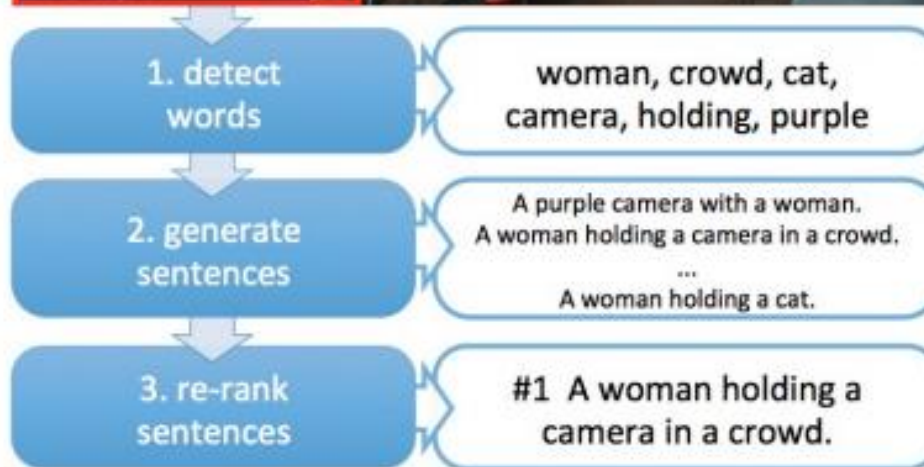 1. detect
words
woman, crowd, cat,
camera, holding, purple
2. generate
sentences
A purple camera with a woman.
A woman holding a camera in a crowd.
...
A woman holding a cat.
3. re-rank
sentences
#1 A woman holding a
camera in a crowd.